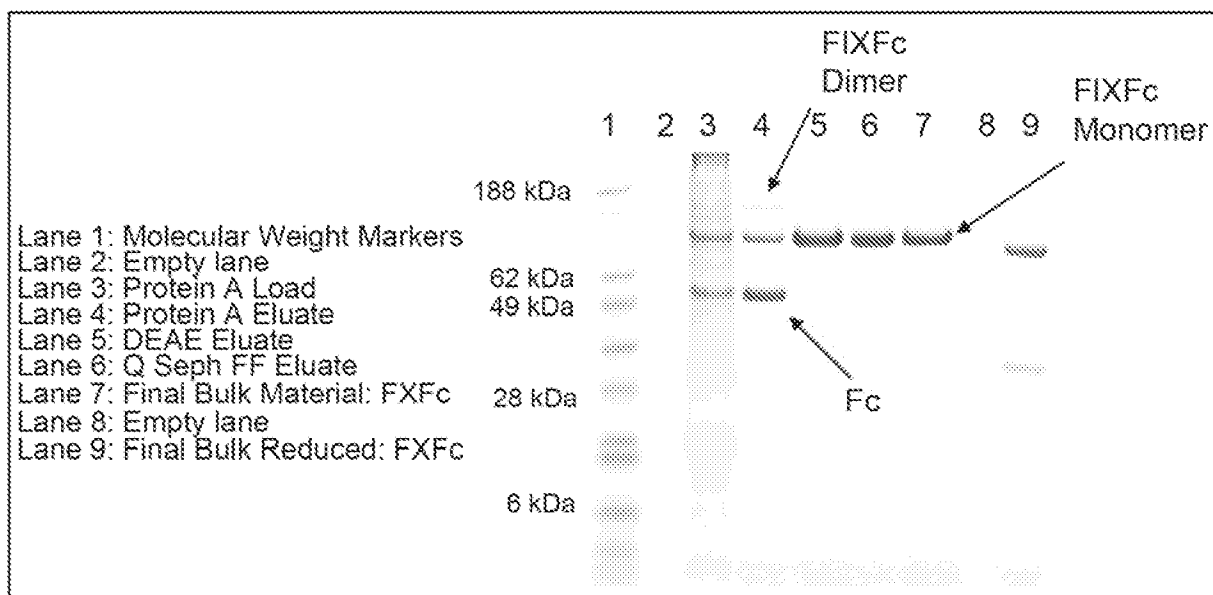 FIXFc
Dimer
FIXFc
Monomer
1 2 3 4 5 6 7 8 9
188 kDa
Lane 1: Molecular Weight Markers
Lane 2: Empty lane
Lane 3: Protein A Load
Lane 4: Protein A Eluate
Lane 5: DEAE Eluate
Lane 6: Q Seph FF Eluate
Lane 7: Final Bulk Material: FXFc
Lane 8: Empty lane
Lane 9: Final Bulk Reduced: FXFc
62 kDa
49 kDa
28 kDa
6 kDa
Fc